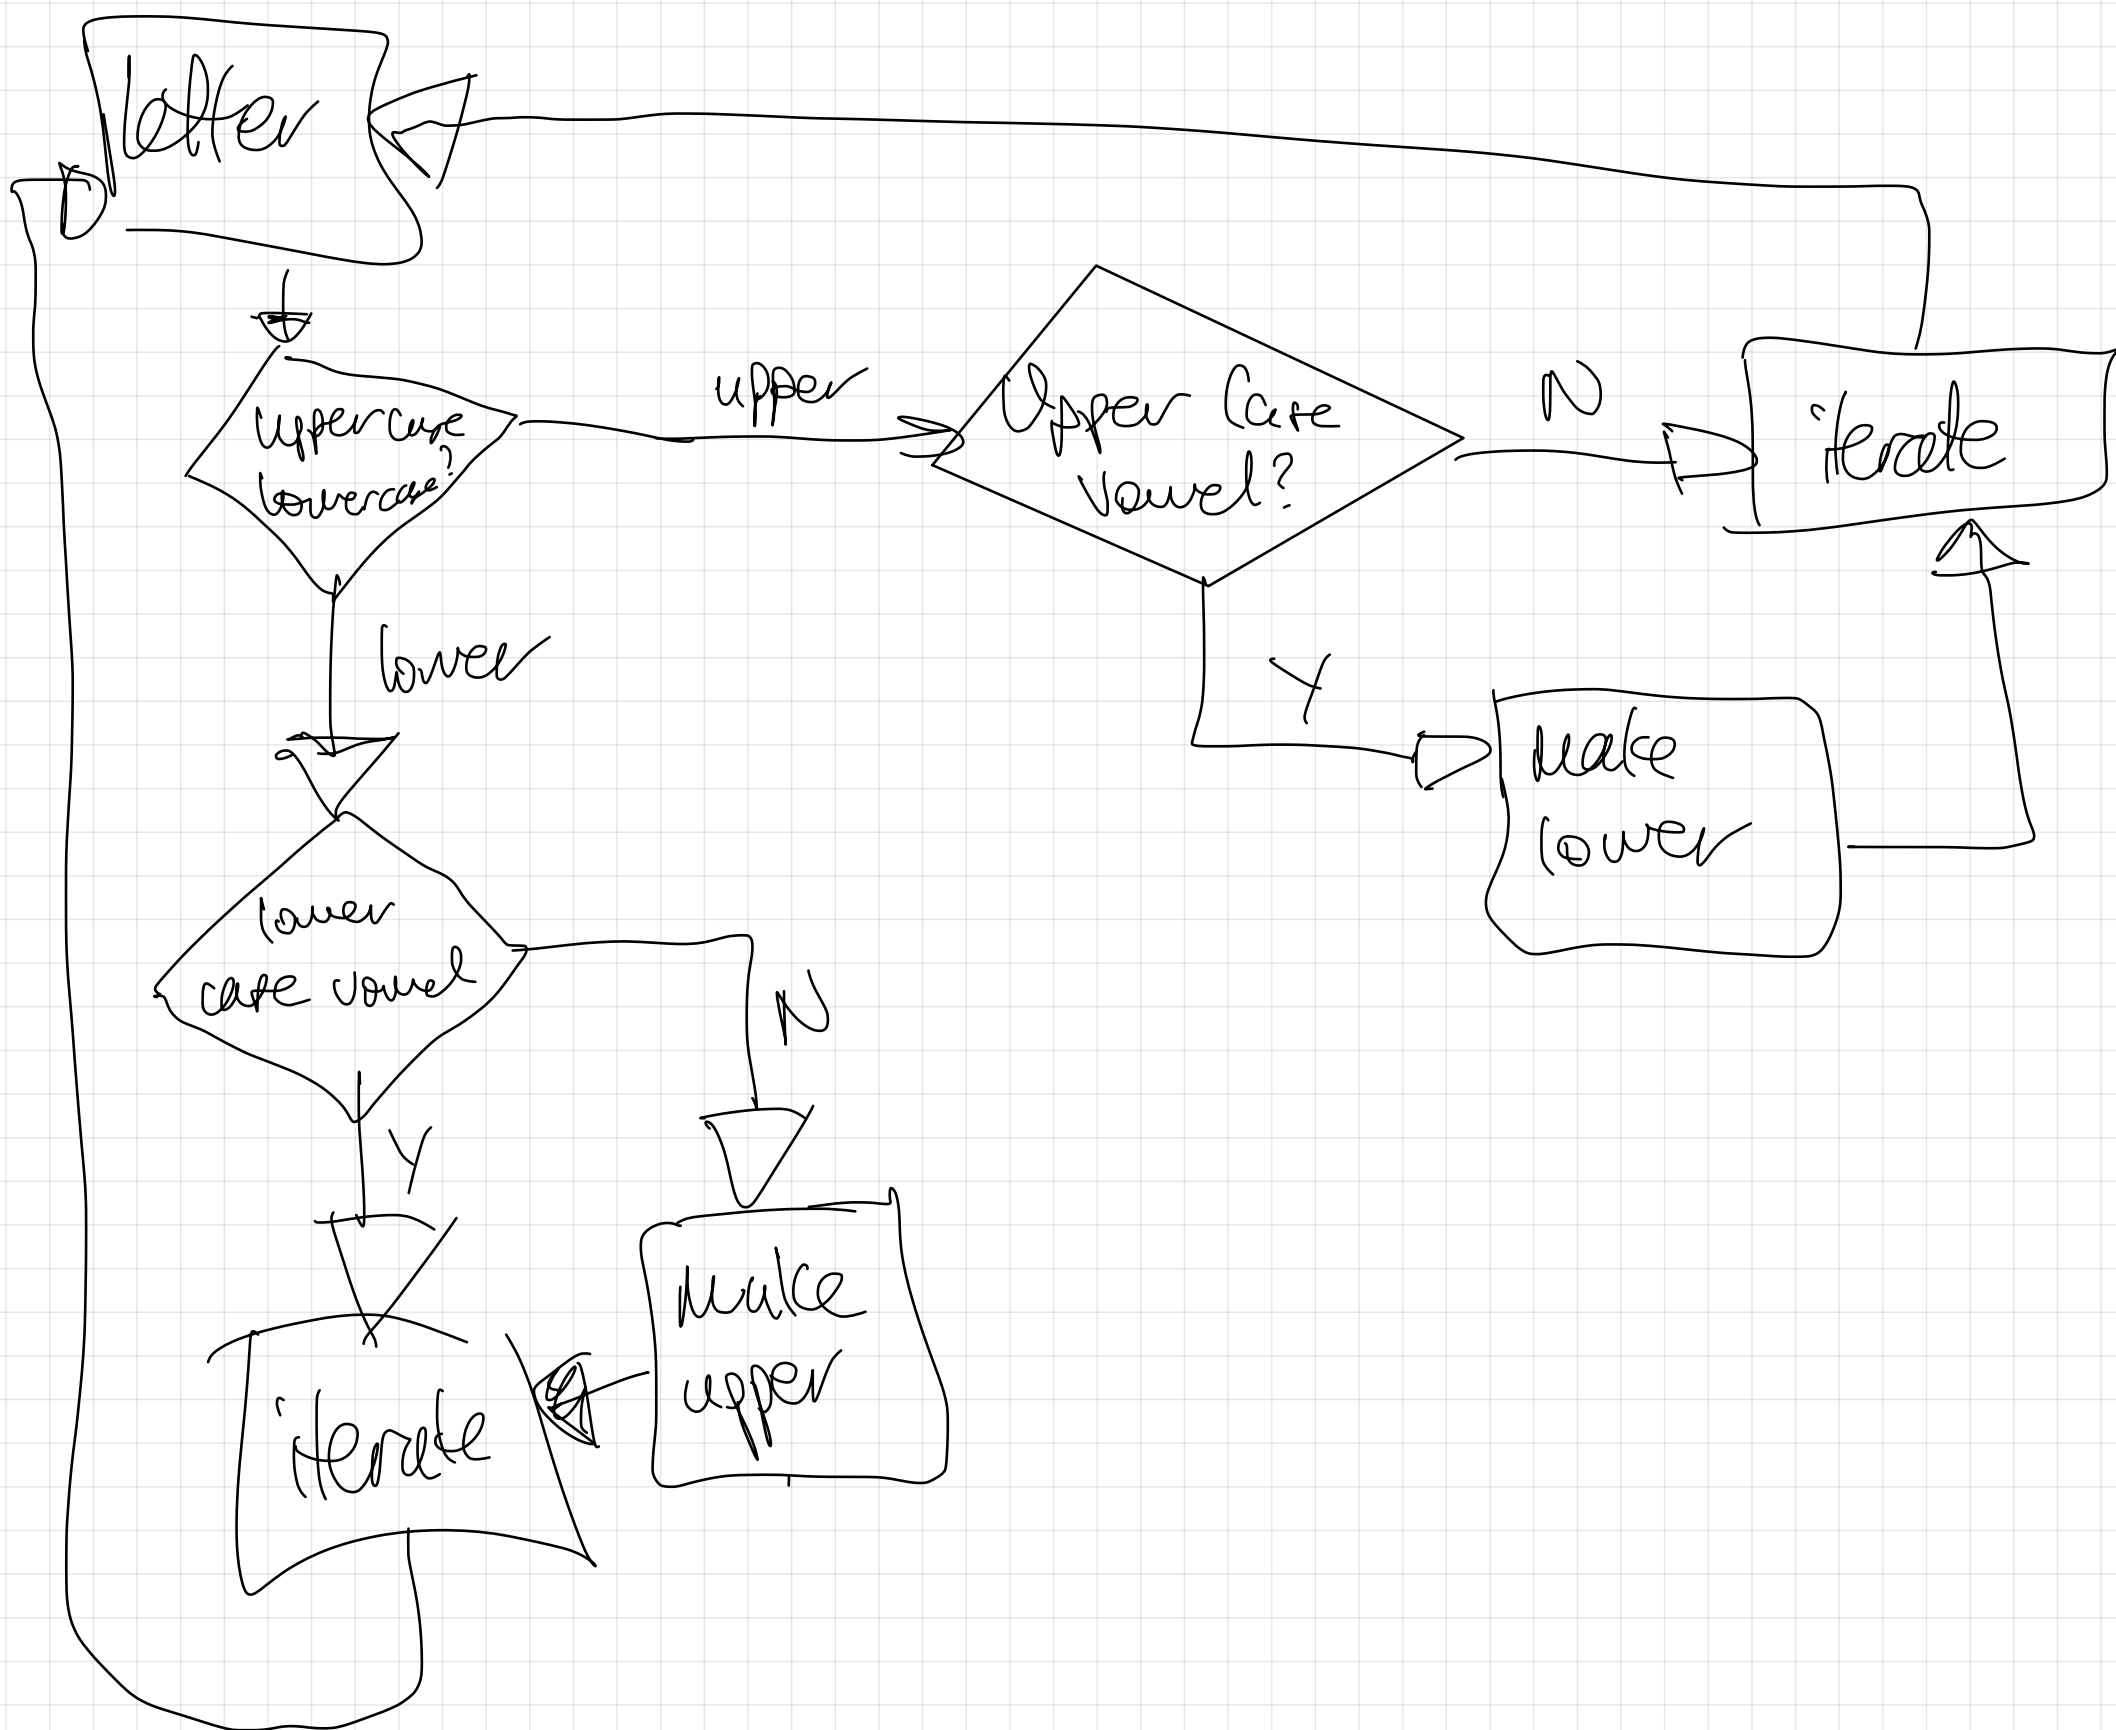 letter
uppercase
lowercase?
upper
Upper Case
Vowel?
N
iterate
lower
Y
Make
lower
lower
case vowel
N
Y
Make
upper
iterate